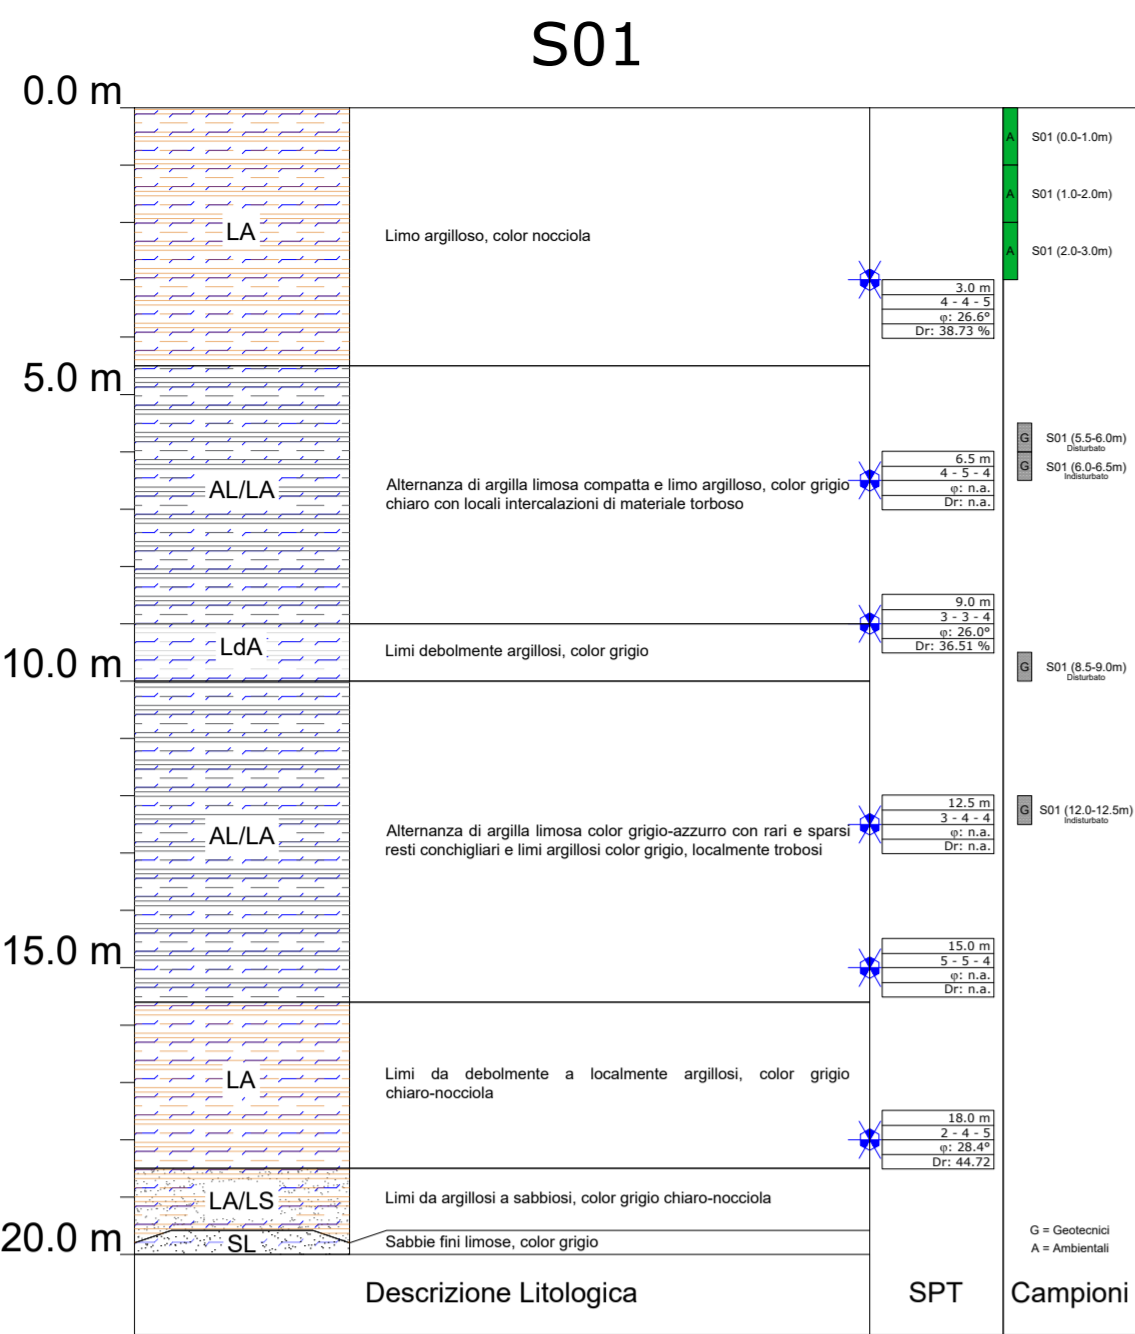 S01
0.0 m
A
S01 (0.0-1.0m)
A
S01 (1.0-2.0m)
LA
Limo argilloso, color nocciola
A
S01 (2.0-3.0m)
3.0 m
4 - 4 - 5
φ: 26.6°
Dr: 38.73 %
5.0 m
G
S01 (5.5-6.0m)
Disturbato
G
S01 (6.0-6.5m)
Indisturbato
6.5 m
4 - 5 - 4
φ: n.a.
Dr: n.a.
AL/LA
Alternanza di argilla limosa compatta e limo argilloso, color grigio
chiaro con locali intercalazioni di materiale torboso
9.0 m
3 - 3 - 4
φ: 26.0°
Dr: 36.51 %
LdA
Limi debolmente argillosi, color grigio
10.0 m
G
S01 (8.5-9.0m)
Disturbato
12.5 m
3 - 4 - 4
φ: n.a.
Dr: n.a.
G
S01 (12.0-12.5m)
Indisturbato
AL/LA
Alternanza di argilla limosa color grigio-azzurro con rari e sparsi
resti conchigliari e limi argillosi color grigio, localmente trobosi
15.0 m
15.0 m
5 - 5 - 4
φ: n.a.
Dr: n.a.
LA
Limi da debolmente a localmente argillosi, color grigio
chiaro-nocciola
18.0 m
2 - 4 - 5
φ: 28.4°
Dr: 44.72
LA/LS
Limi da argillosi a sabbiosi, color grigio chiaro-nocciola
20.0 m
SL
Sabbie fini limose, color grigio
G = Geotecnici
A = Ambientali
Descrizione Litologica
SPT
Campioni